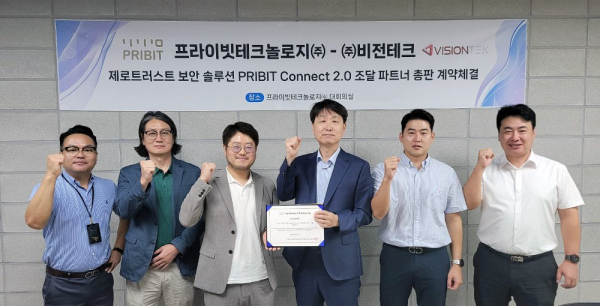 PRIBIT 프라이빗테크놀로지㈜ - ㈜비전테크 VISIONTEK
제로트러스트 보안 솔루션 PRIBIT Connect 2.0 조달 파트너 총판 계약체결
장소 프라이빗테크놀로지㈜ 대회의실